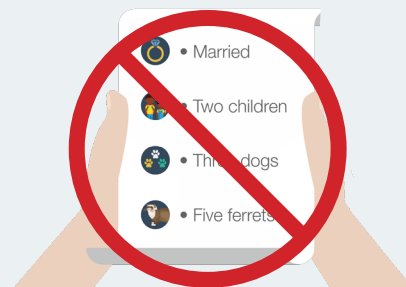 • Married
• Two children
• Three dogs
• Five ferrets